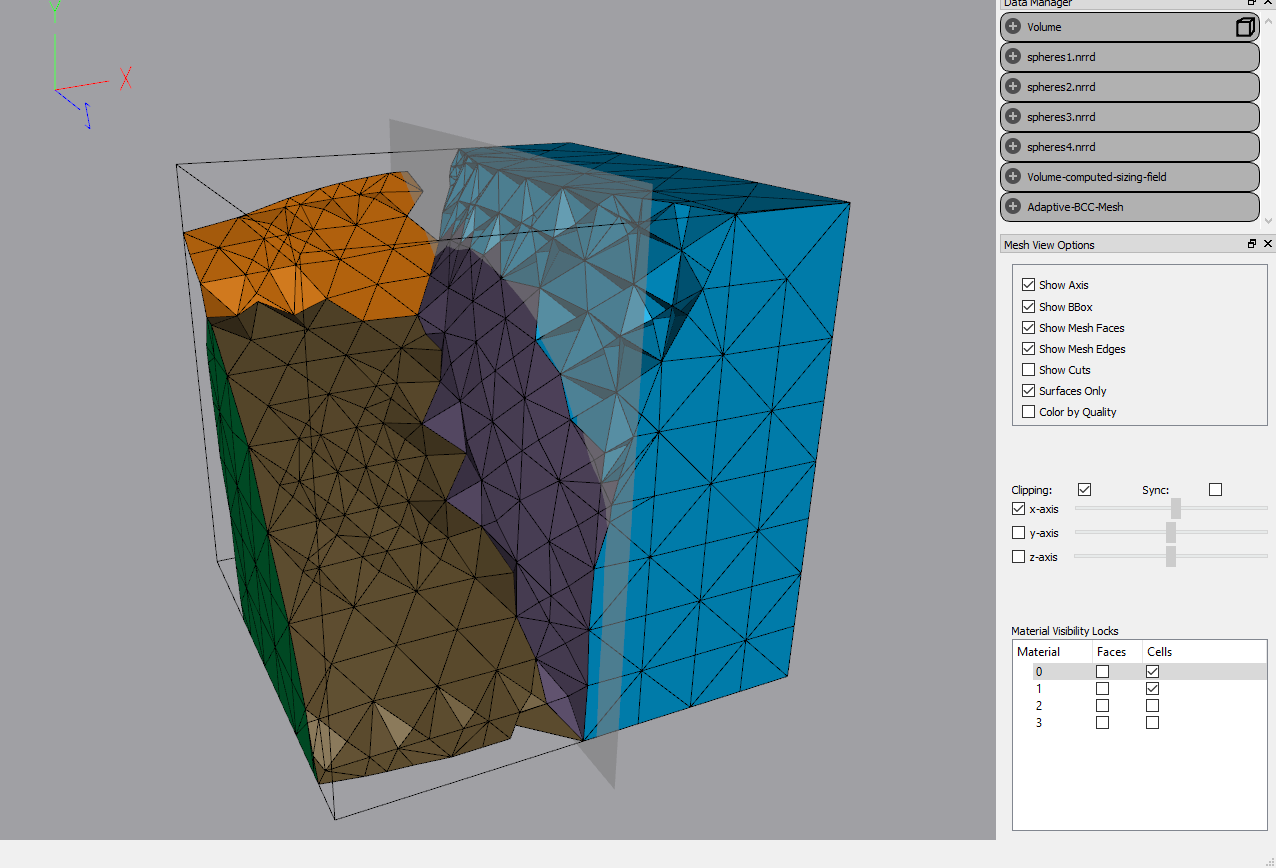 Y
X
Z
Data Manager
Volume
spheres1.nrrd
spheres2.nrrd
spheres3.nrrd
spheres4.nrrd
Volume-computed-sizing-field
Adaptive-BCC-Mesh
Mesh View Options
Show Axis
Show BBox
Show Mesh Faces
Show Mesh Edges
Show Cuts
Surfaces Only
Color by Quality
Clipping: Sync:
x-axis
y-axis
z-axis
Material Visibility Locks
Material Faces Cells
0
1
2
3